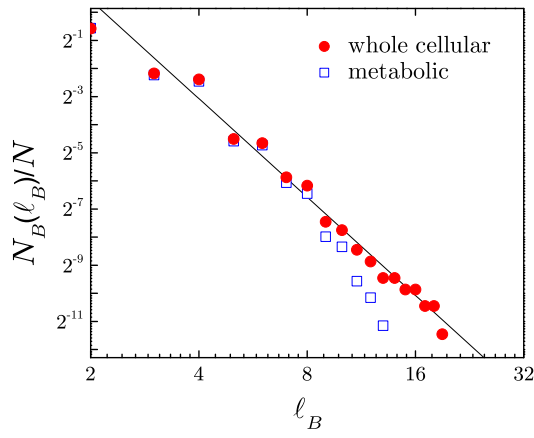 whole cellular
metabolic
N_B(ℓ_B)/N
2^-1
2^-3
2^-5
2^-7
2^-9
2^-11
2 4 8 16 32
ℓ_B